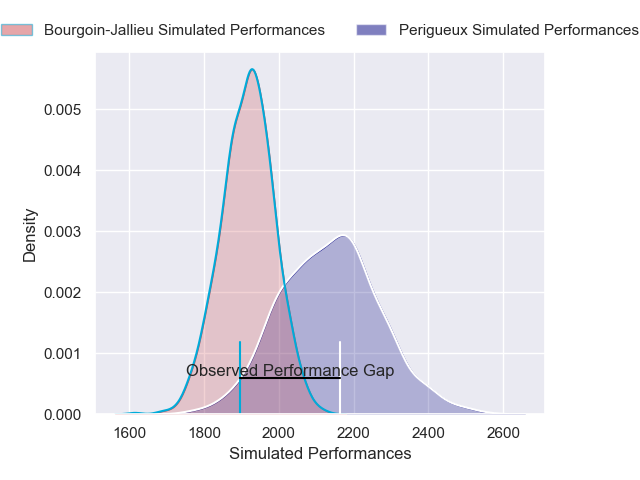 Bourgoin-Jallieu Simulated Performances
Perigueux Simulated Performances
0.005
0.004
0.003
0.002
0.001
0.000
Density
Observed Performance Gap
1600 1800 2000 2200 2400 2600
Simulated Performances